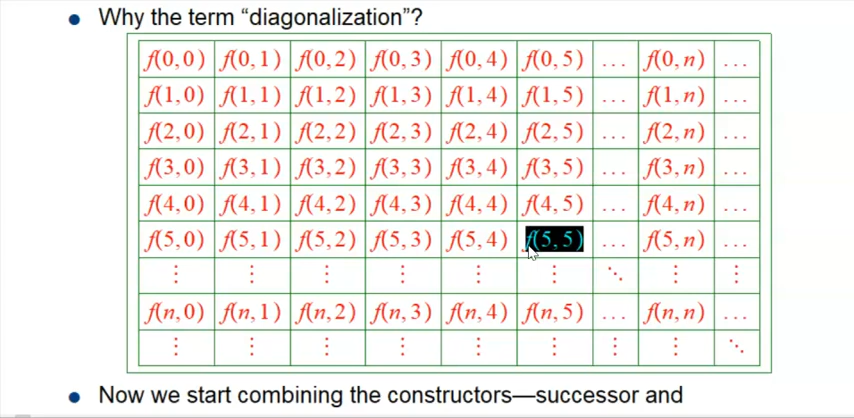 • Why the term “diagonalization”?
f(0,0) f(0,1) f(0,2) f(0,3) f(0,4) f(0,5) ... f(0,n) ...
f(1,0) f(1,1) f(1,2) f(1,3) f(1,4) f(1,5) ... f(1,n) ...
f(2,0) f(2,1) f(2,2) f(2,3) f(2,4) f(2,5) ... f(2,n) ...
f(3,0) f(3,1) f(3,2) f(3,3) f(3,4) f(3,5) ... f(3,n) ...
f(4,0) f(4,1) f(4,2) f(4,3) f(4,4) f(4,5) ... f(4,n) ...
f(5,0) f(5,1) f(5,2) f(5,3) f(5,4) f(5,5) ... f(5,n) ...
⋮ ⋮ ⋮ ⋮ ⋮ ⋮ ⋱ ⋮ ⋮
f(n,0) f(n,1) f(n,2) f(n,3) f(n,4) f(n,5) ... f(n,n) ...
⋮ ⋮ ⋮ ⋮ ⋮ ⋮ ⋮ ⋮ ⋱
• Now we start combining the constructors—successor and